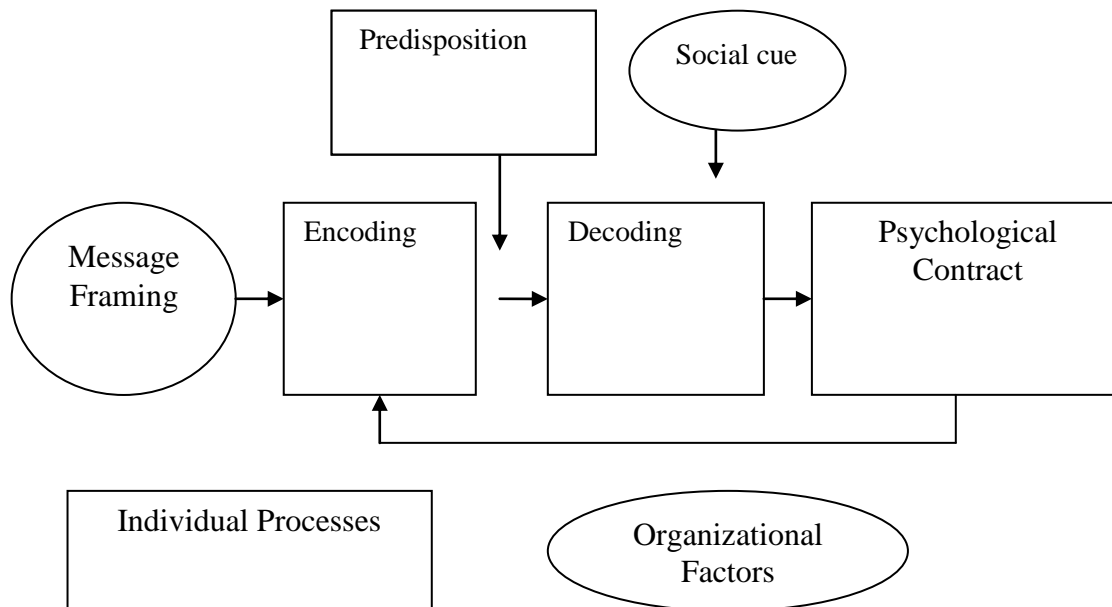 Predisposition
Social cue
Message
Framing
Encoding
Decoding
Psychological
Contract
Individual Processes
Organizational
Factors